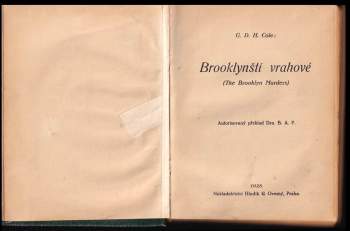 G. D. H. Cole:
Brooklynští vrahové
(The Brooklyn Murders)
Autorisovaný překlad Dra. B. A. F.
1928.
Nakladatelství Hladík & Ovesný, Praha